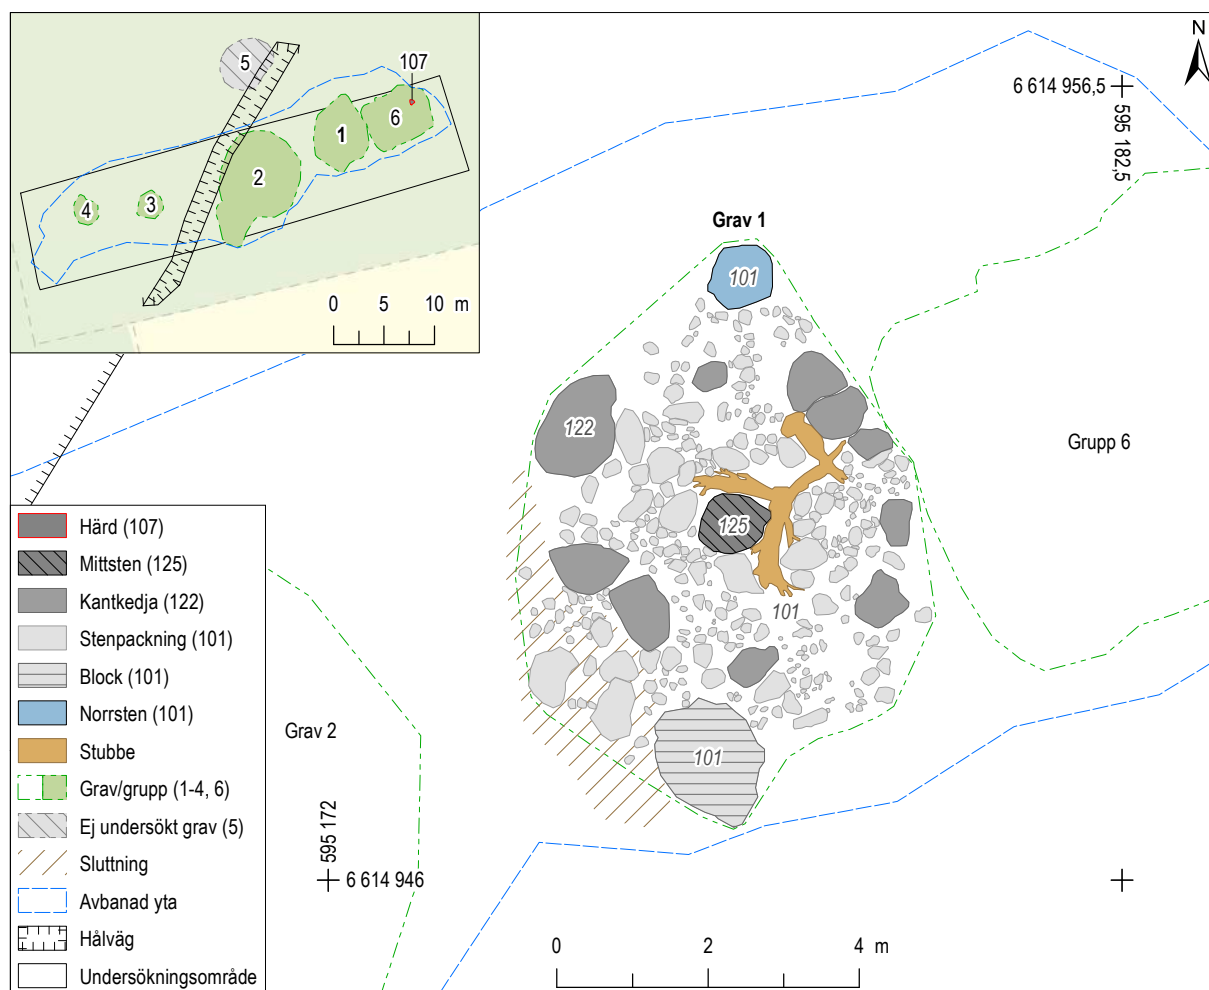 5
107
1
6
2
3
4
0 5 10 m
N
6 614 956,5
595 182,5
Grav 1
101
122
Grupp 6
125
101
101
Grav 2
595 172
6 614 946
0 2 4 m
Härd (107)
Mittsten (125)
Kantkedja (122)
Stenpackning (101)
Block (101)
Norrsten (101)
Stubbe
Grav/grupp (1-4, 6)
Ej undersökt grav (5)
Sluttning
Avbanad yta
Hålväg
Undersökningsområde